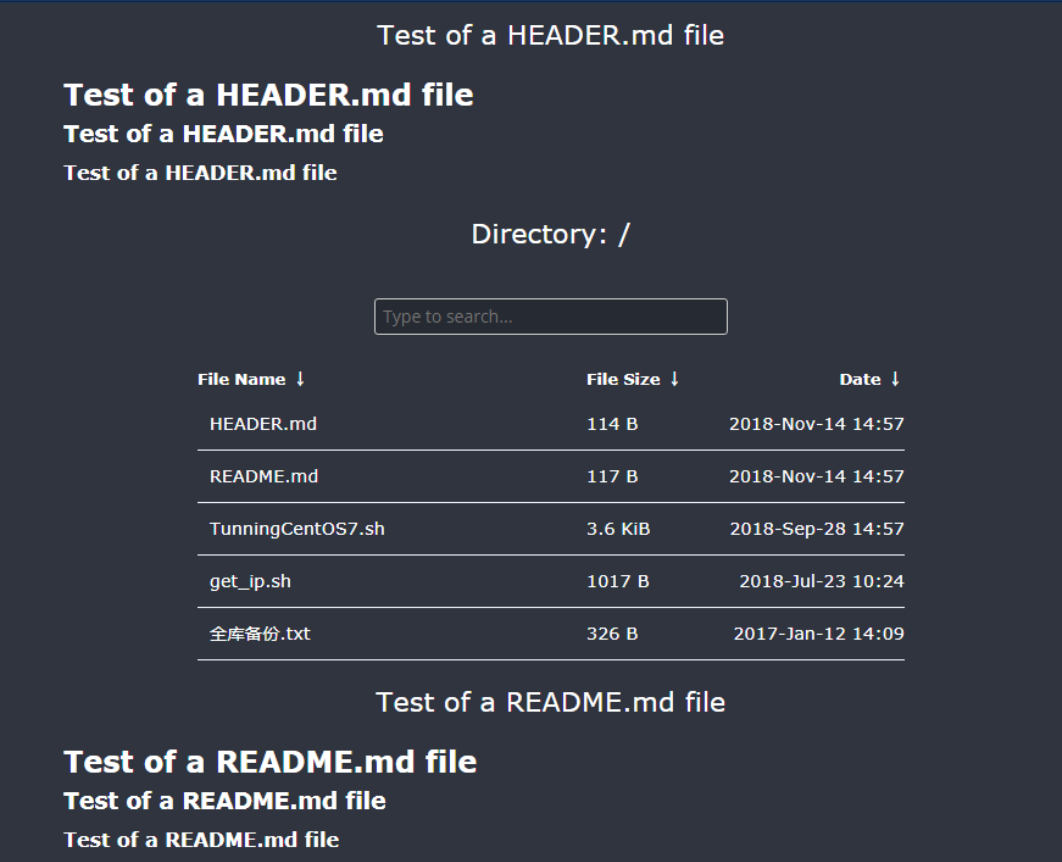 Test of a HEADER.md file
Test of a HEADER.md file
Test of a HEADER.md file
Test of a HEADER.md file
Directory: /
Type to search...
File Name ↓ File Size ↓ Date ↓
HEADER.md 114 B 2018-Nov-14 14:57
README.md 117 B 2018-Nov-14 14:57
TunningCentOS7.sh 3.6 KiB 2018-Sep-28 14:57
get_ip.sh 1017 B 2018-Jul-23 10:24
全库备份.txt 326 B 2017-Jan-12 14:09
Test of a README.md file
Test of a README.md file
Test of a README.md file
Test of a README.md file